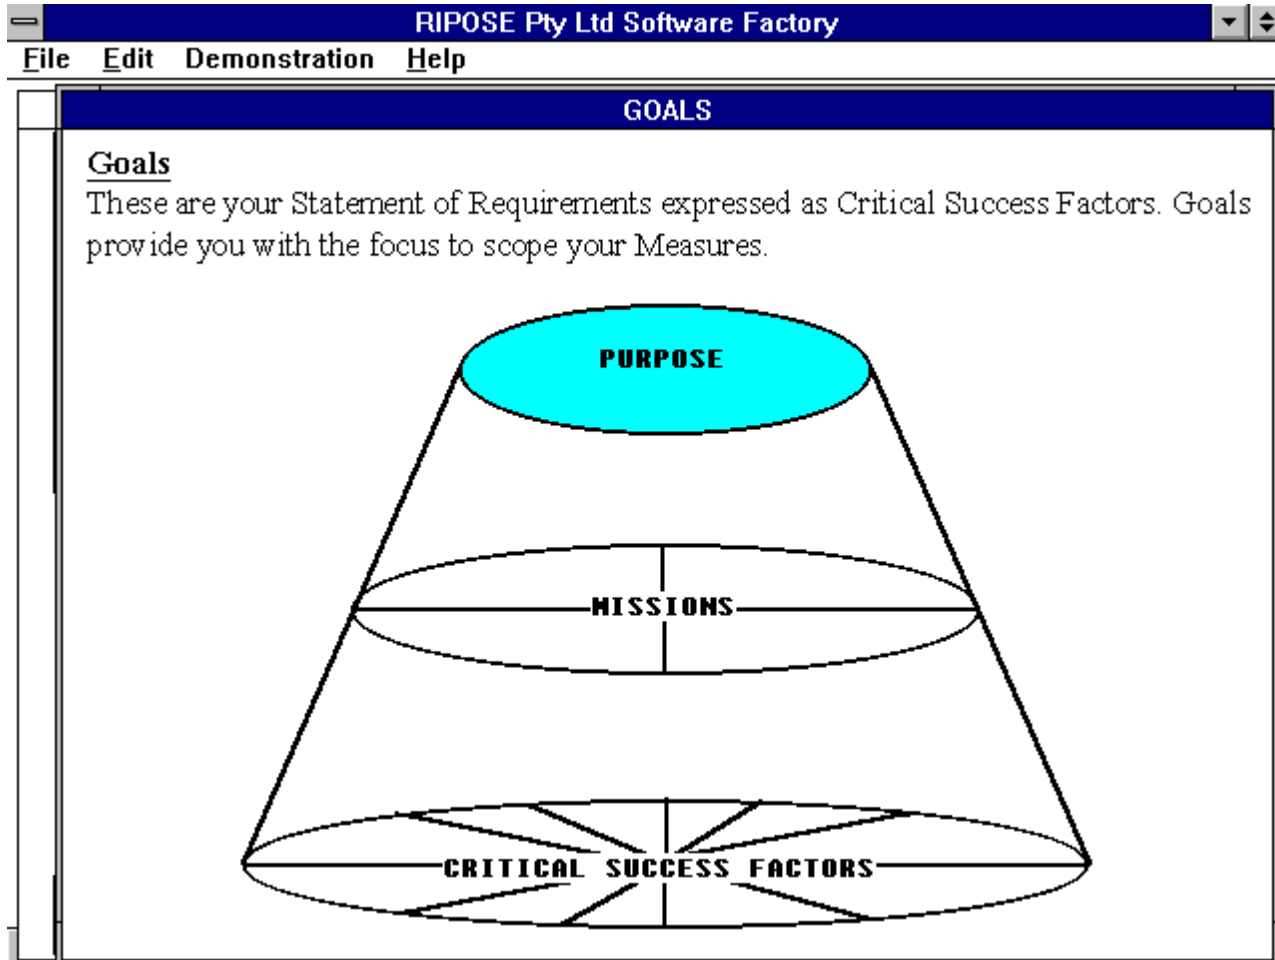 RIPOSE Pty Ltd Software Factory
File Edit Demonstration Help
GOALS
Goals
These are your Statement of Requirements expressed as Critical Success Factors. Goals
provide you with the focus to scope your Measures.
PURPOSE
MISSIONS
CRITICAL SUCCESS FACTORS